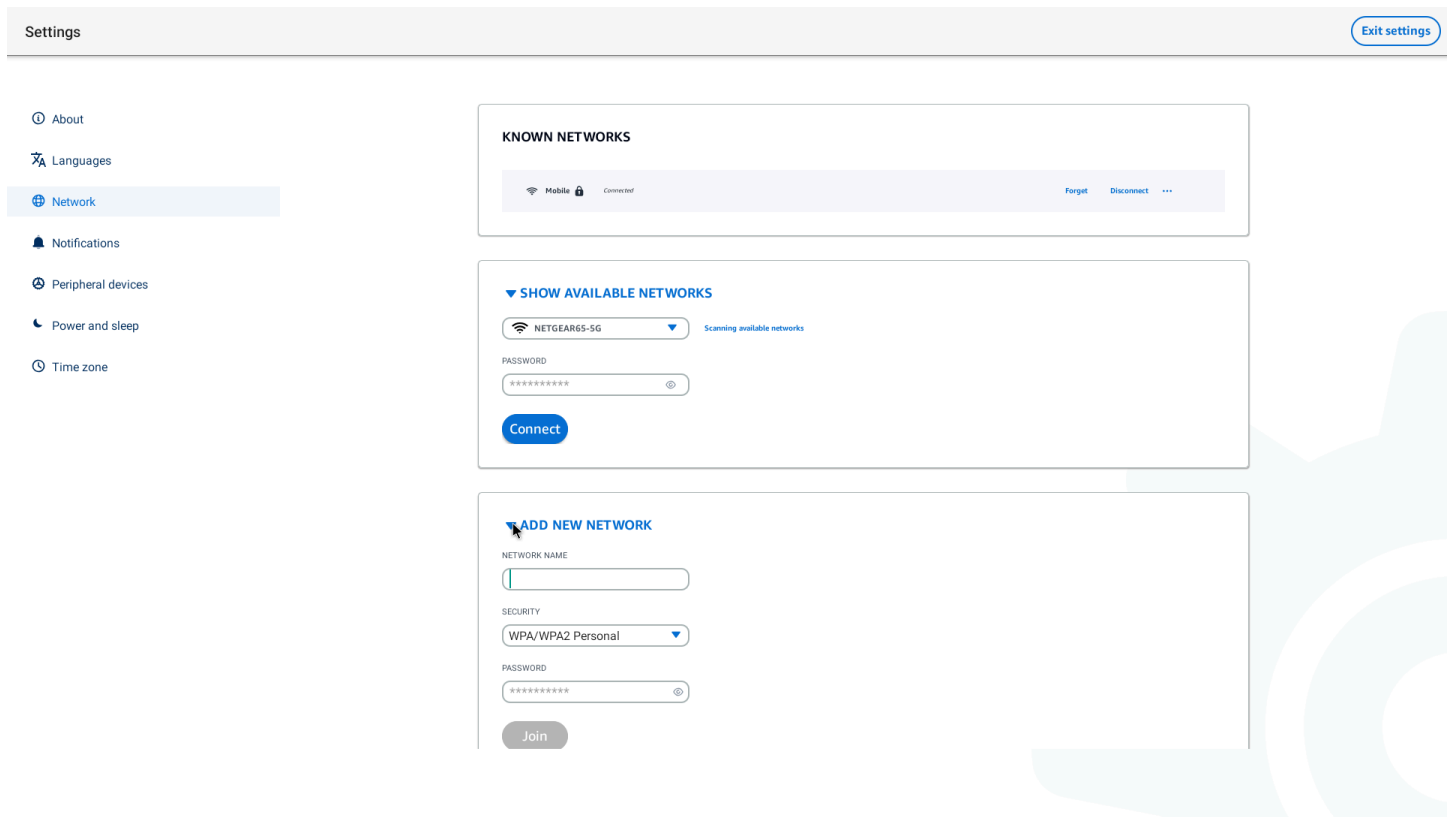 Settings
Exit settings
About
Languages
Network
Notifications
Peripheral devices
Power and sleep
Time zone
KNOWN NETWORKS
Mobile Connected Forget Disconnect ...
SHOW AVAILABLE NETWORKS
NETGEAR65-5G Scanning available networks
PASSWORD
**********
Connect
ADD NEW NETWORK
NETWORK NAME
SECURITY
WPA/WPA2 Personal
PASSWORD
**********
Join